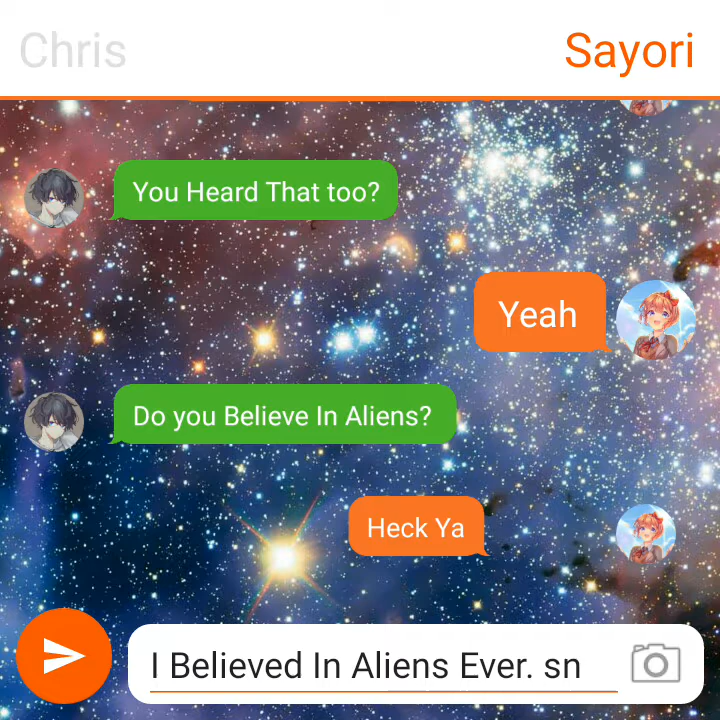 Chris
Sayori
You Heard That too?
Yeah
Do you Believe In Aliens?
Heck Ya
I Believed In Aliens Ever. sn